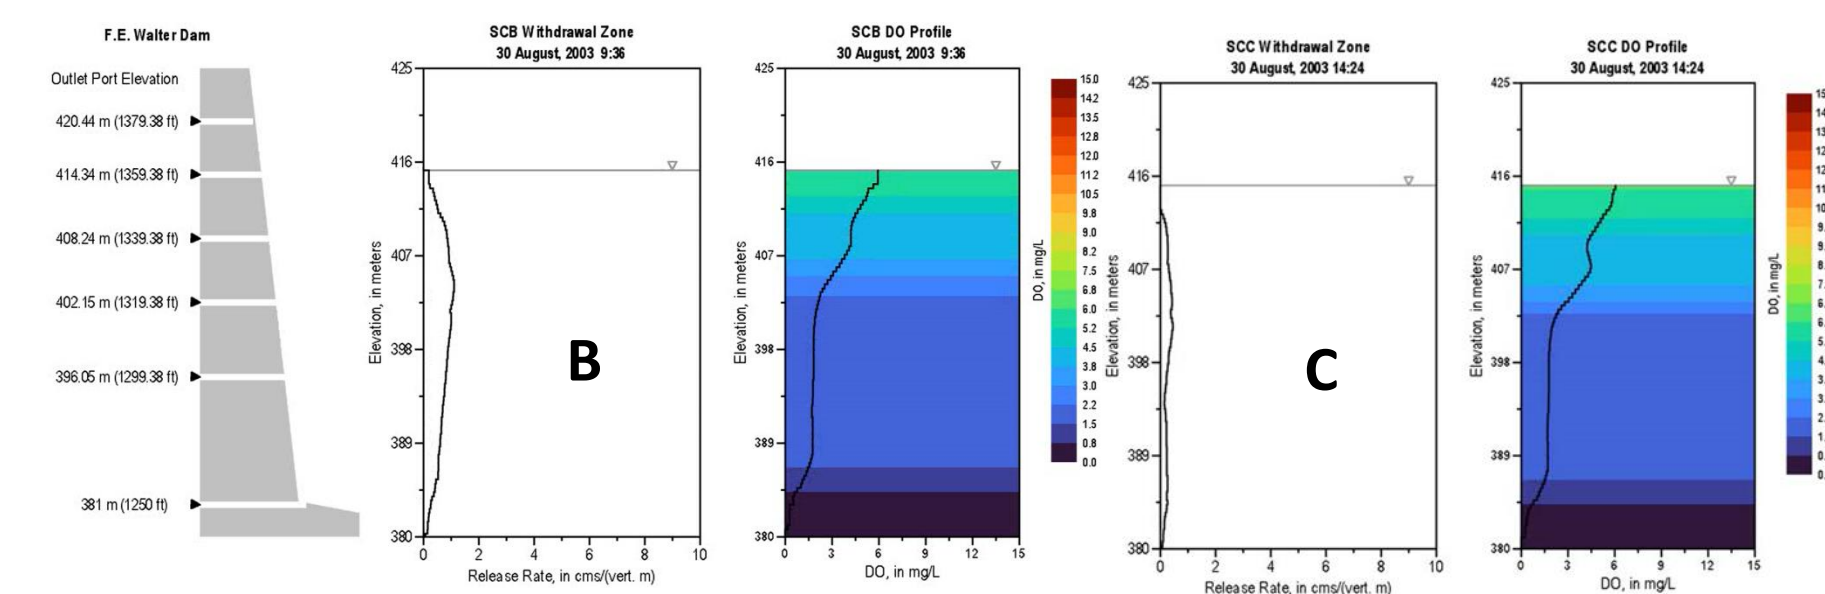 F.E. Walter Dam
Outlet Port Elevation
420.44 m (1379.38 ft)
414.34 m (1359.38 ft)
408.24 m (1339.38 ft)
402.15 m (1319.38 ft)
396.05 m (1299.38 ft)
381 m (1250 ft)
SCB Withdrawal Zone
30 August, 2003 9:36
425
416
407
398
389
380
Elevation, in meters
0 2 4 6 8 10
Release Rate, in cms/(vert. m)
B
SCB DO Profile
30 August, 2003 9:36
425
416
407
398
389
380
Elevation, in meters
0 3 6 9 12 15
DO, in mg/L
DO, in mg/L
15.0
14.2
13.5
12.8
12.0
11.2
10.5
9.8
9.0
8.2
7.5
6.8
6.0
5.2
4.5
3.8
3.0
2.2
1.5
0.8
0.0
SCC Withdrawal Zone
30 August, 2003 14:24
425
416
407
398
389
380
Elevation, in meters
0 2 4 6 8 10
Release Rate, in cms/(vert. m)
C
SCC DO Profile
30 August, 2003 14:24
425
416
407
398
389
380
Elevation, in meters
0 3 6 9 12 15
DO, in mg/L
DO, in mg/L